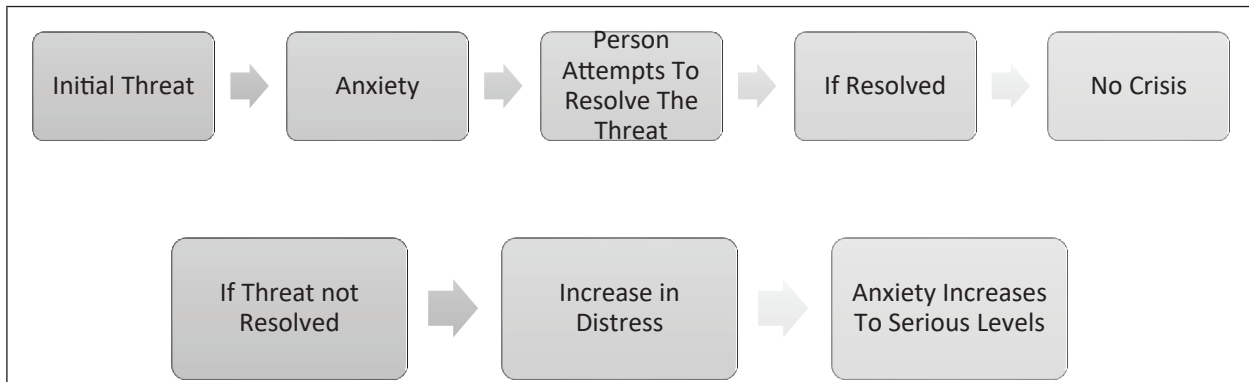 Initial Threat
Anxiety
Person
Attempts To
Resolve The
Threat
If Resolved
No Crisis
If Threat not
Resolved
Increase in
Distress
Anxiety Increases
To Serious Levels